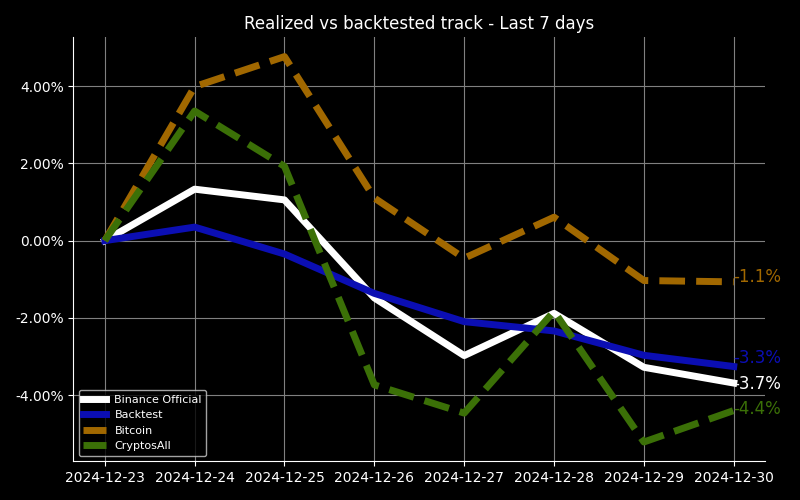 Realized vs backtested track - Last 7 days
4.00%
2.00%
0.00%
-2.00%
-4.00%
-1.1%
-3.3%
-3.7%
-4.4%
Binance Official
Backtest
Bitcoin
CryptosAll
2024-12-23 2024-12-24 2024-12-25 2024-12-26 2024-12-27 2024-12-28 2024-12-29 2024-12-30